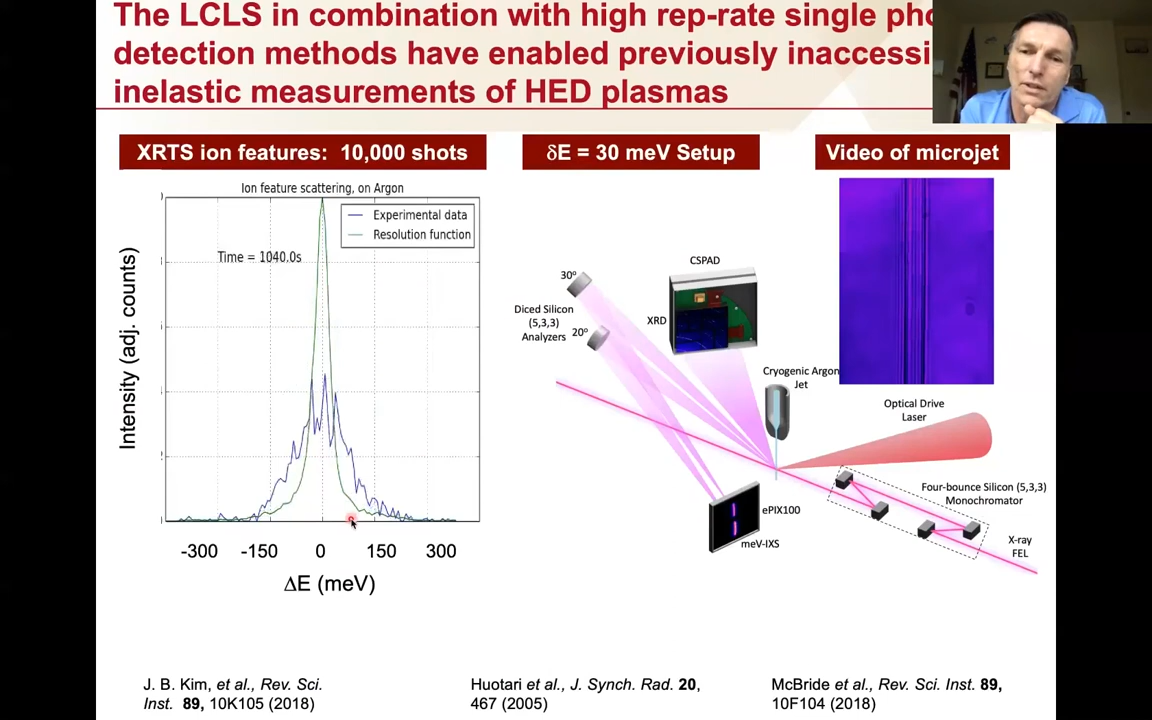 The LCLS in combination with high rep-rate single
detection methods have enabled previously
inelastic measurements of HED plasmas
XRTS ion features: 10,000 shots
δE = 30 meV Setup
Video of microjet
Ion feature scattering, on Argon
Experimental data
Resolution function
Time = 1040.0s
Intensity (adj. counts)
-300 -150 0 150 300
ΔE (meV)
CSPAD
30º
Diced Silicon
(5,3,3)
Analyzers
20º
XRD
Cryogenic Argon
Jet
Optical Drive
Laser
Four-bounce Silicon (5,3,3)
Monochromator
ePIX100
meV-IXS
X-ray
FEL
J. B. Kim, et al., Rev. Sci.
Inst. 89, 10K105 (2018)
Huotari et al., J. Synch. Rad. 20,
467 (2005)
McBride et al., Rev. Sci. Inst. 89,
10F104 (2018)